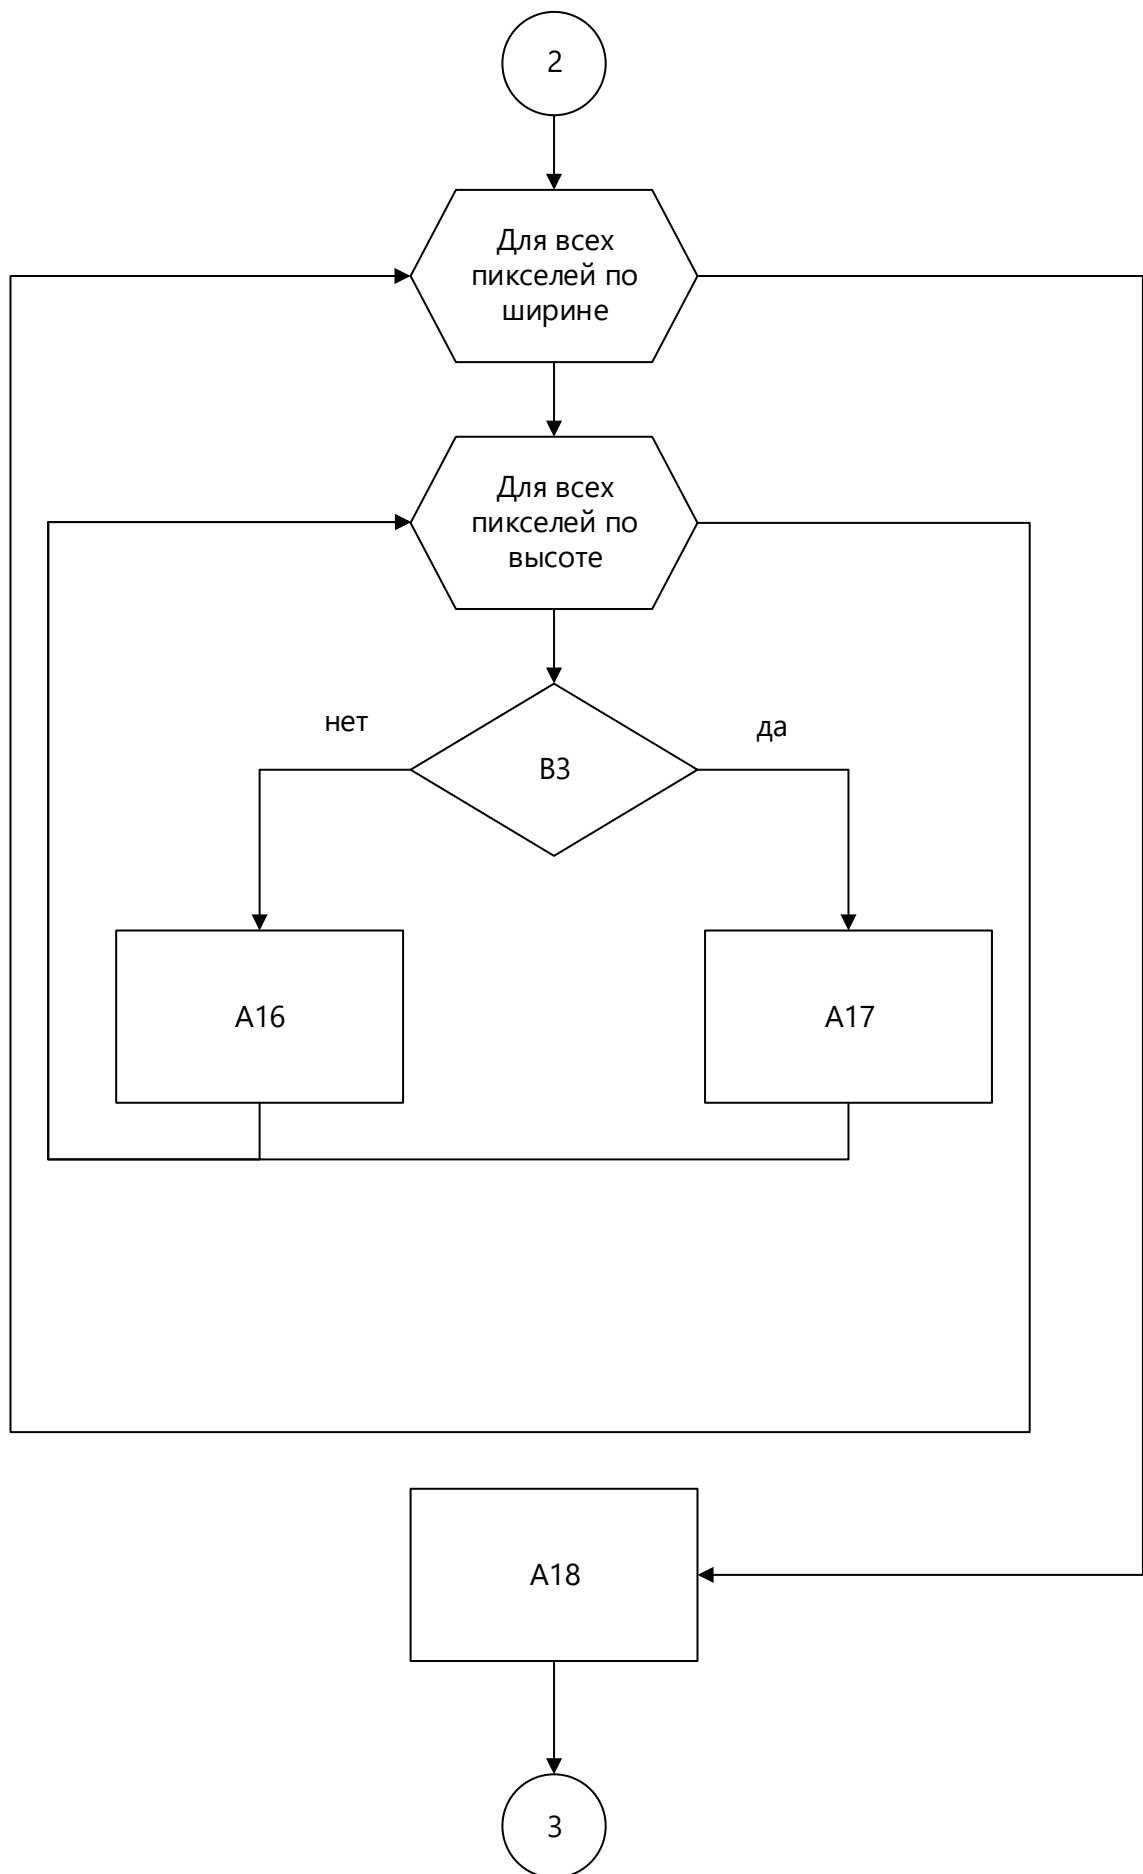 2
Для всех
пикселей по
ширине
Для всех
пикселей по
высоте
нет
да
B3
A16
A17
A18
3